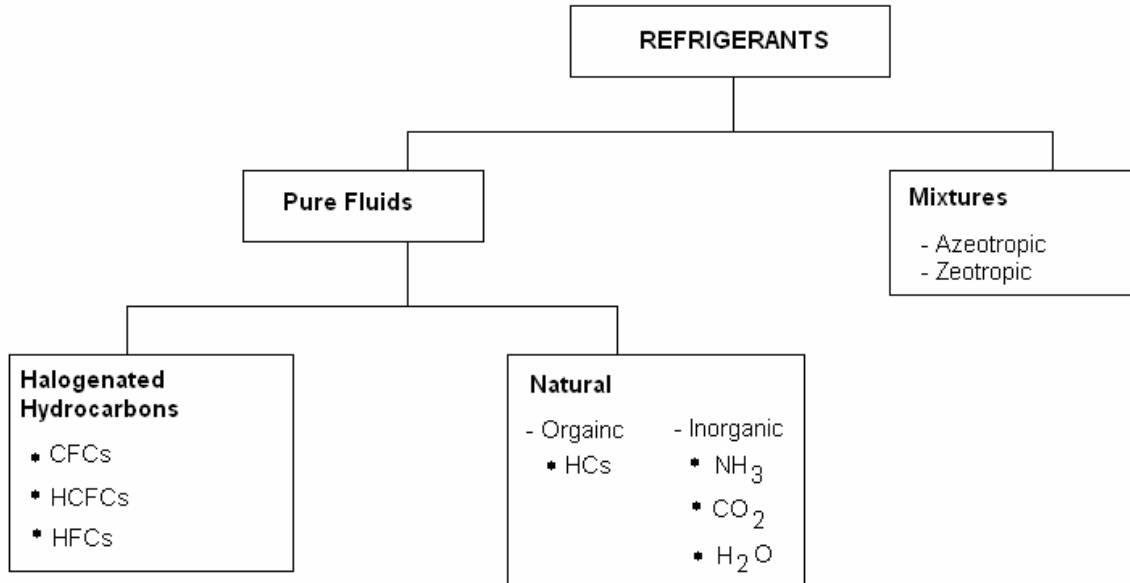 REFRIGERANTS
Pure Fluids
Mixtures
- Azeotropic
- Zeotropic
Halogenated
Hydrocarbons
• CFCs
• HCFCs
• HFCs
Natural
- Orgainc
• HCs
- Inorganic
• NH3
• CO2
• H2O